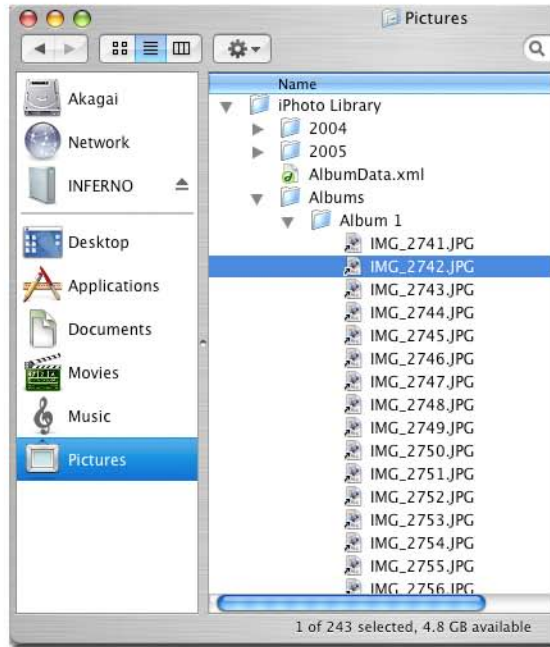 Pictures
Akagai
Network
INFERNO
Desktop
Applications
Documents
Movies
Music
Pictures
Name
iPhoto Library
2004
2005
AlbumData.xml
Albums
Album 1
IMG_2741.JPG
IMG_2742.JPG
IMG_2743.JPG
IMG_2744.JPG
IMG_2745.JPG
IMG_2746.JPG
IMG_2747.JPG
IMG_2748.JPG
IMG_2749.JPG
IMG_2750.JPG
IMG_2751.JPG
IMG_2752.JPG
IMG_2753.JPG
IMG_2754.JPG
IMG_2755.JPG
IMG_2756.JPG
1 of 243 selected, 4.8 GB available